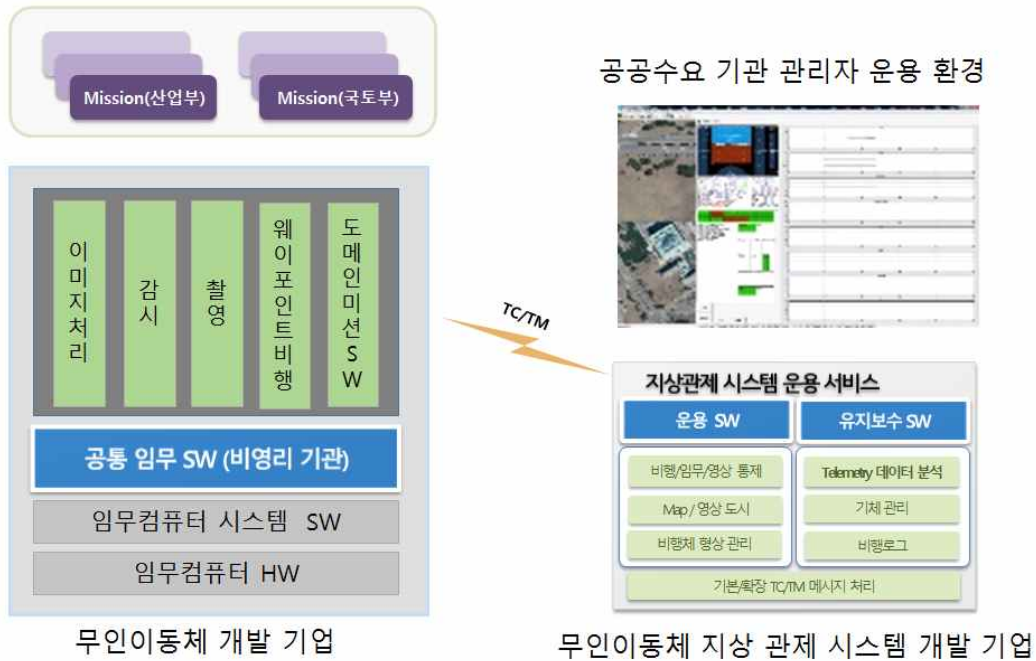 Mission(산업부)
Mission(국토부)
공공수요 기관 관리자 운용 환경
이미지처리
감시
촬영
웨이포인트비행
도메인미션SW
공통 임무 SW (비영리 기관)
임무컴퓨터 시스템 SW
임무컴퓨터 HW
무인이동체 개발 기업
TC/TM
지상관제 시스템 운용 서비스
운용 SW
유지보수 SW
비행/임무/영상 통제
Telemetry 데이터 분석
Map / 영상 도시
기체 관리
비행체 형상 관리
비행로그
기본/확장 TC/TM 메시지 처리
무인이동체 지상 관제 시스템 개발 기업